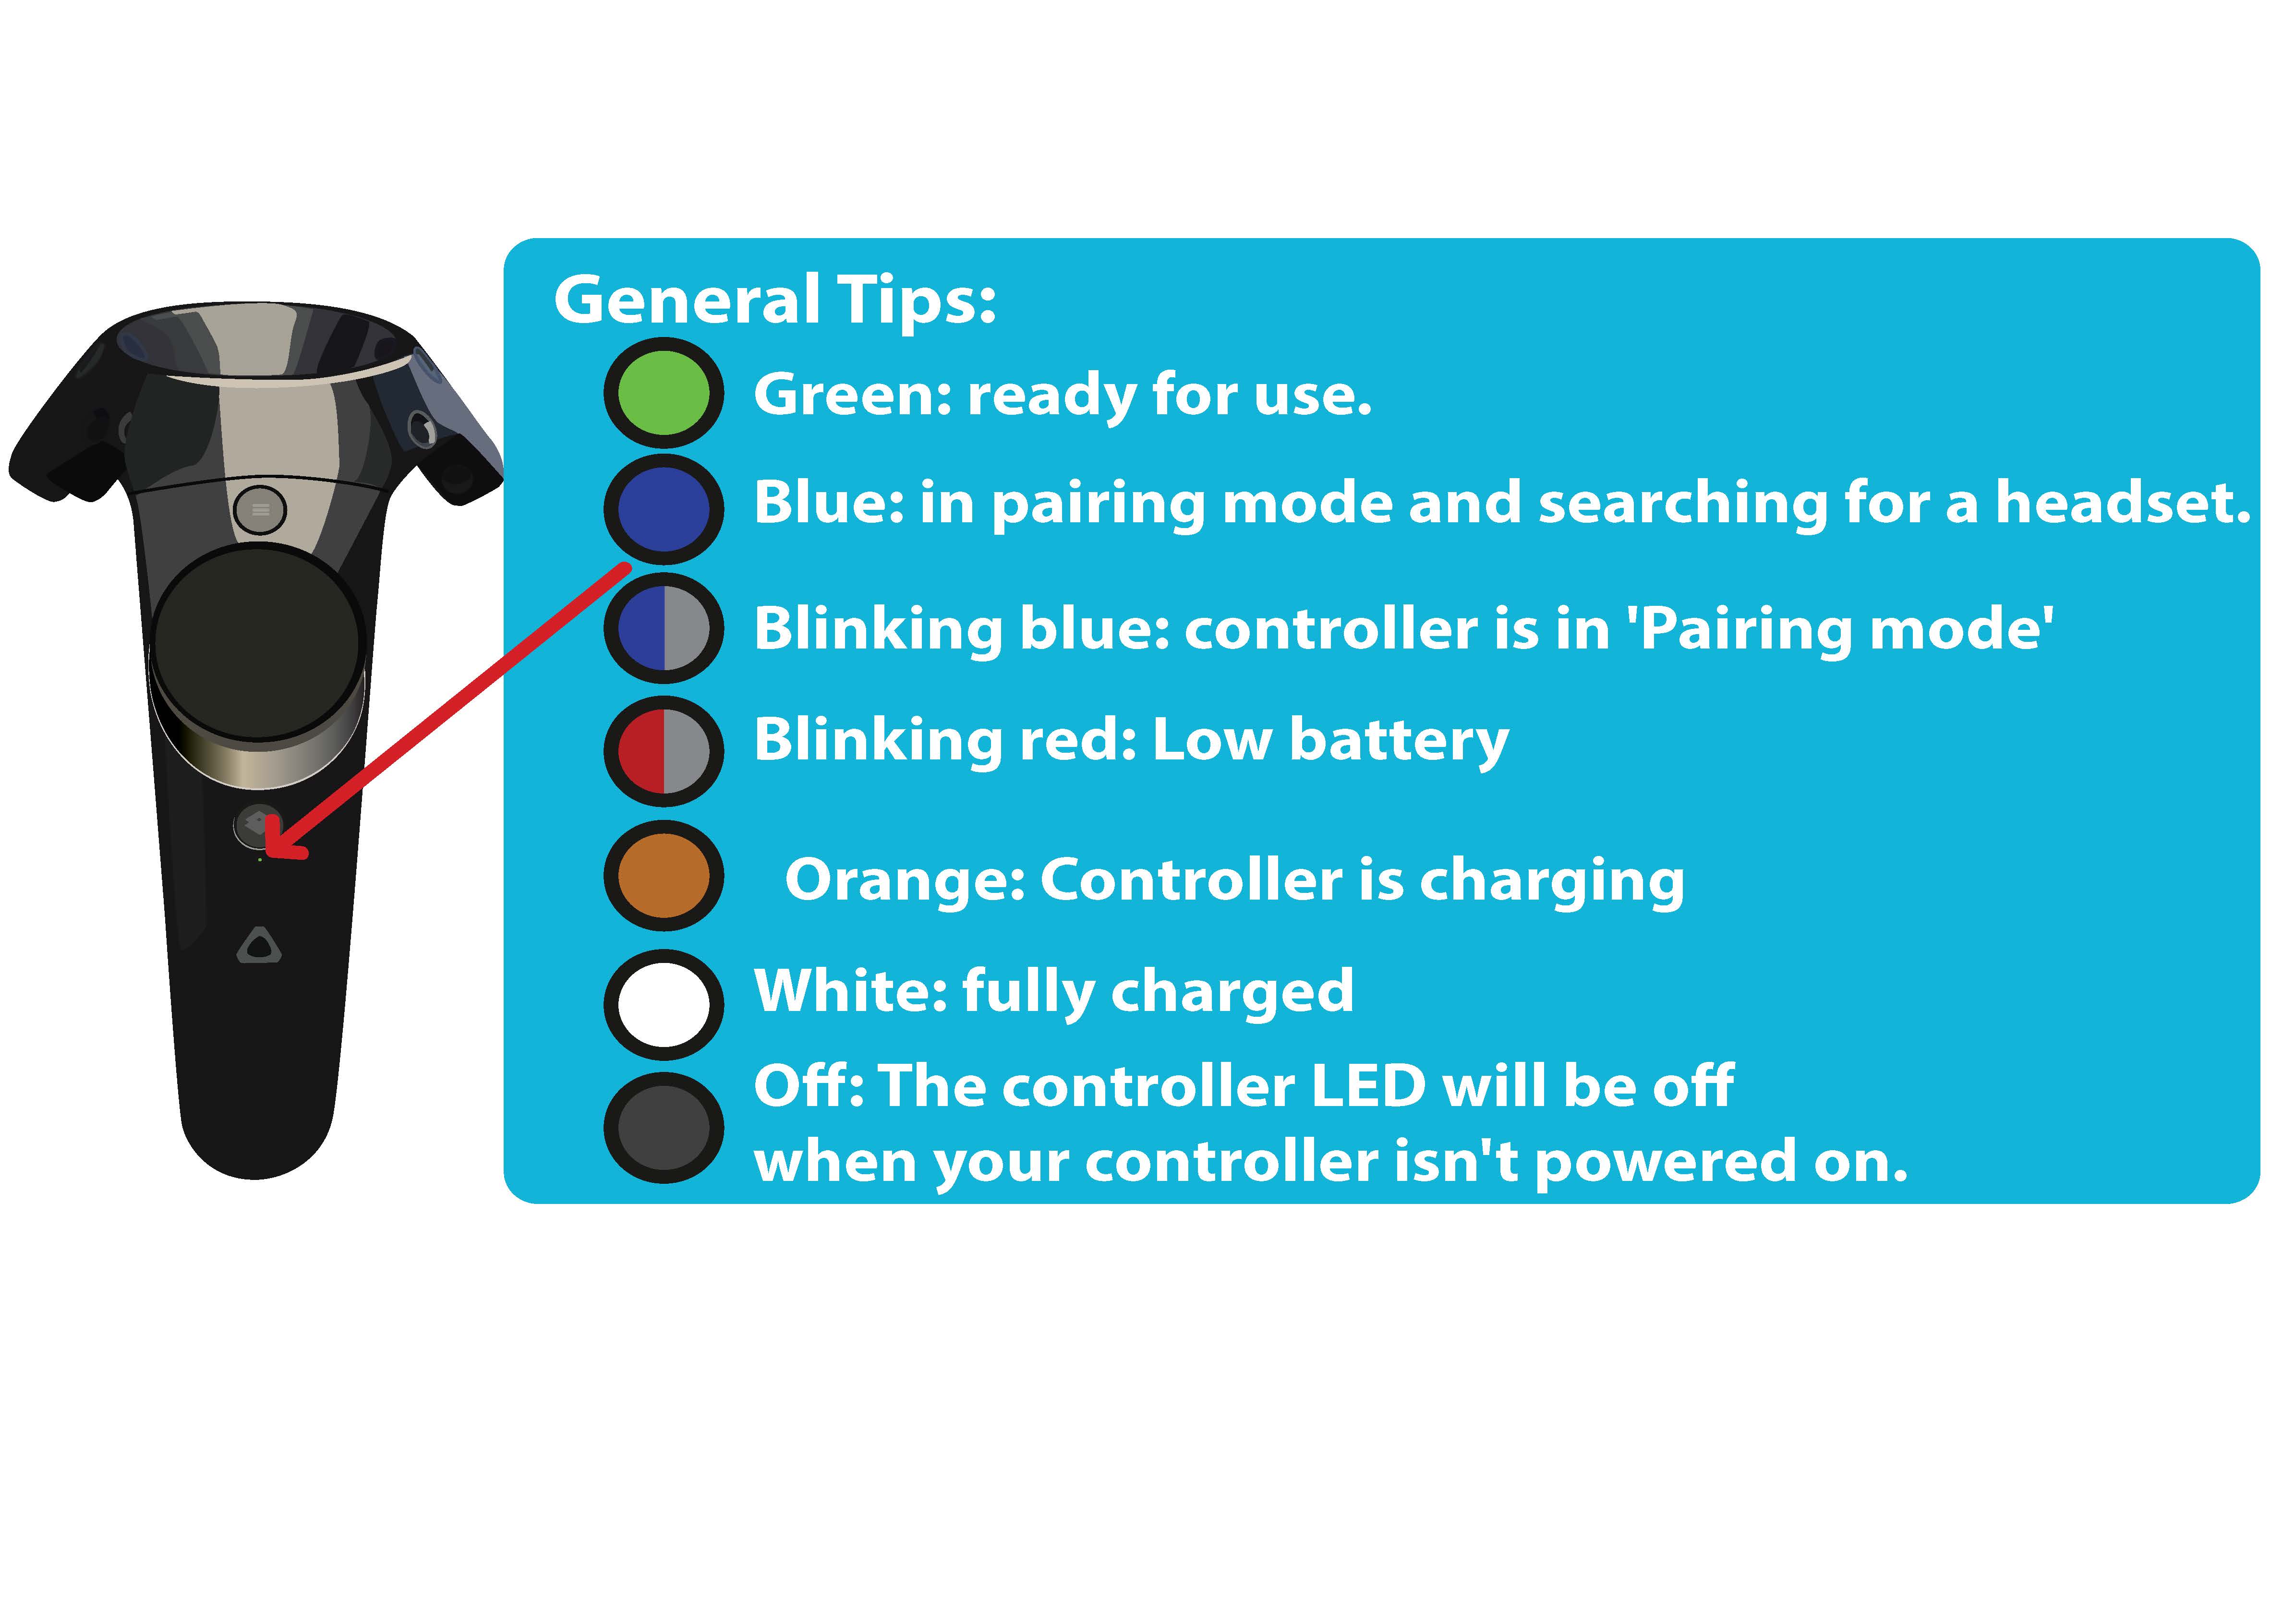 General Tips:
Green: ready for use.
Blue: in pairing mode and searching for a headset.
Blinking blue: controller is in 'Pairing mode'
Blinking red: Low battery
Orange: Controller is charging
White: fully charged
Off: The controller LED will be off
when your controller isn't powered on.